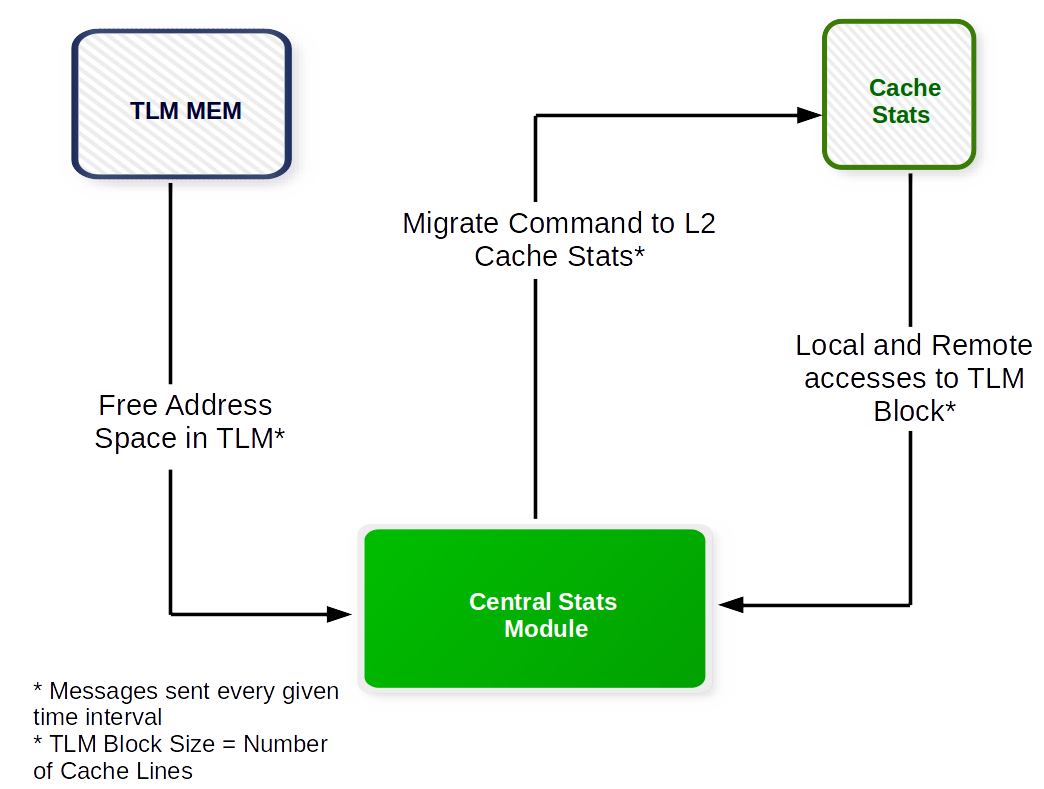 TLM MEM
Cache
Stats
Migrate Command to L2
Cache Stats*
Local and Remote
accesses to TLM
Block*
Free Address
Space in TLM*
Central Stats
Module
* Messages sent every given
time interval
* TLM Block Size = Number
of Cache Lines